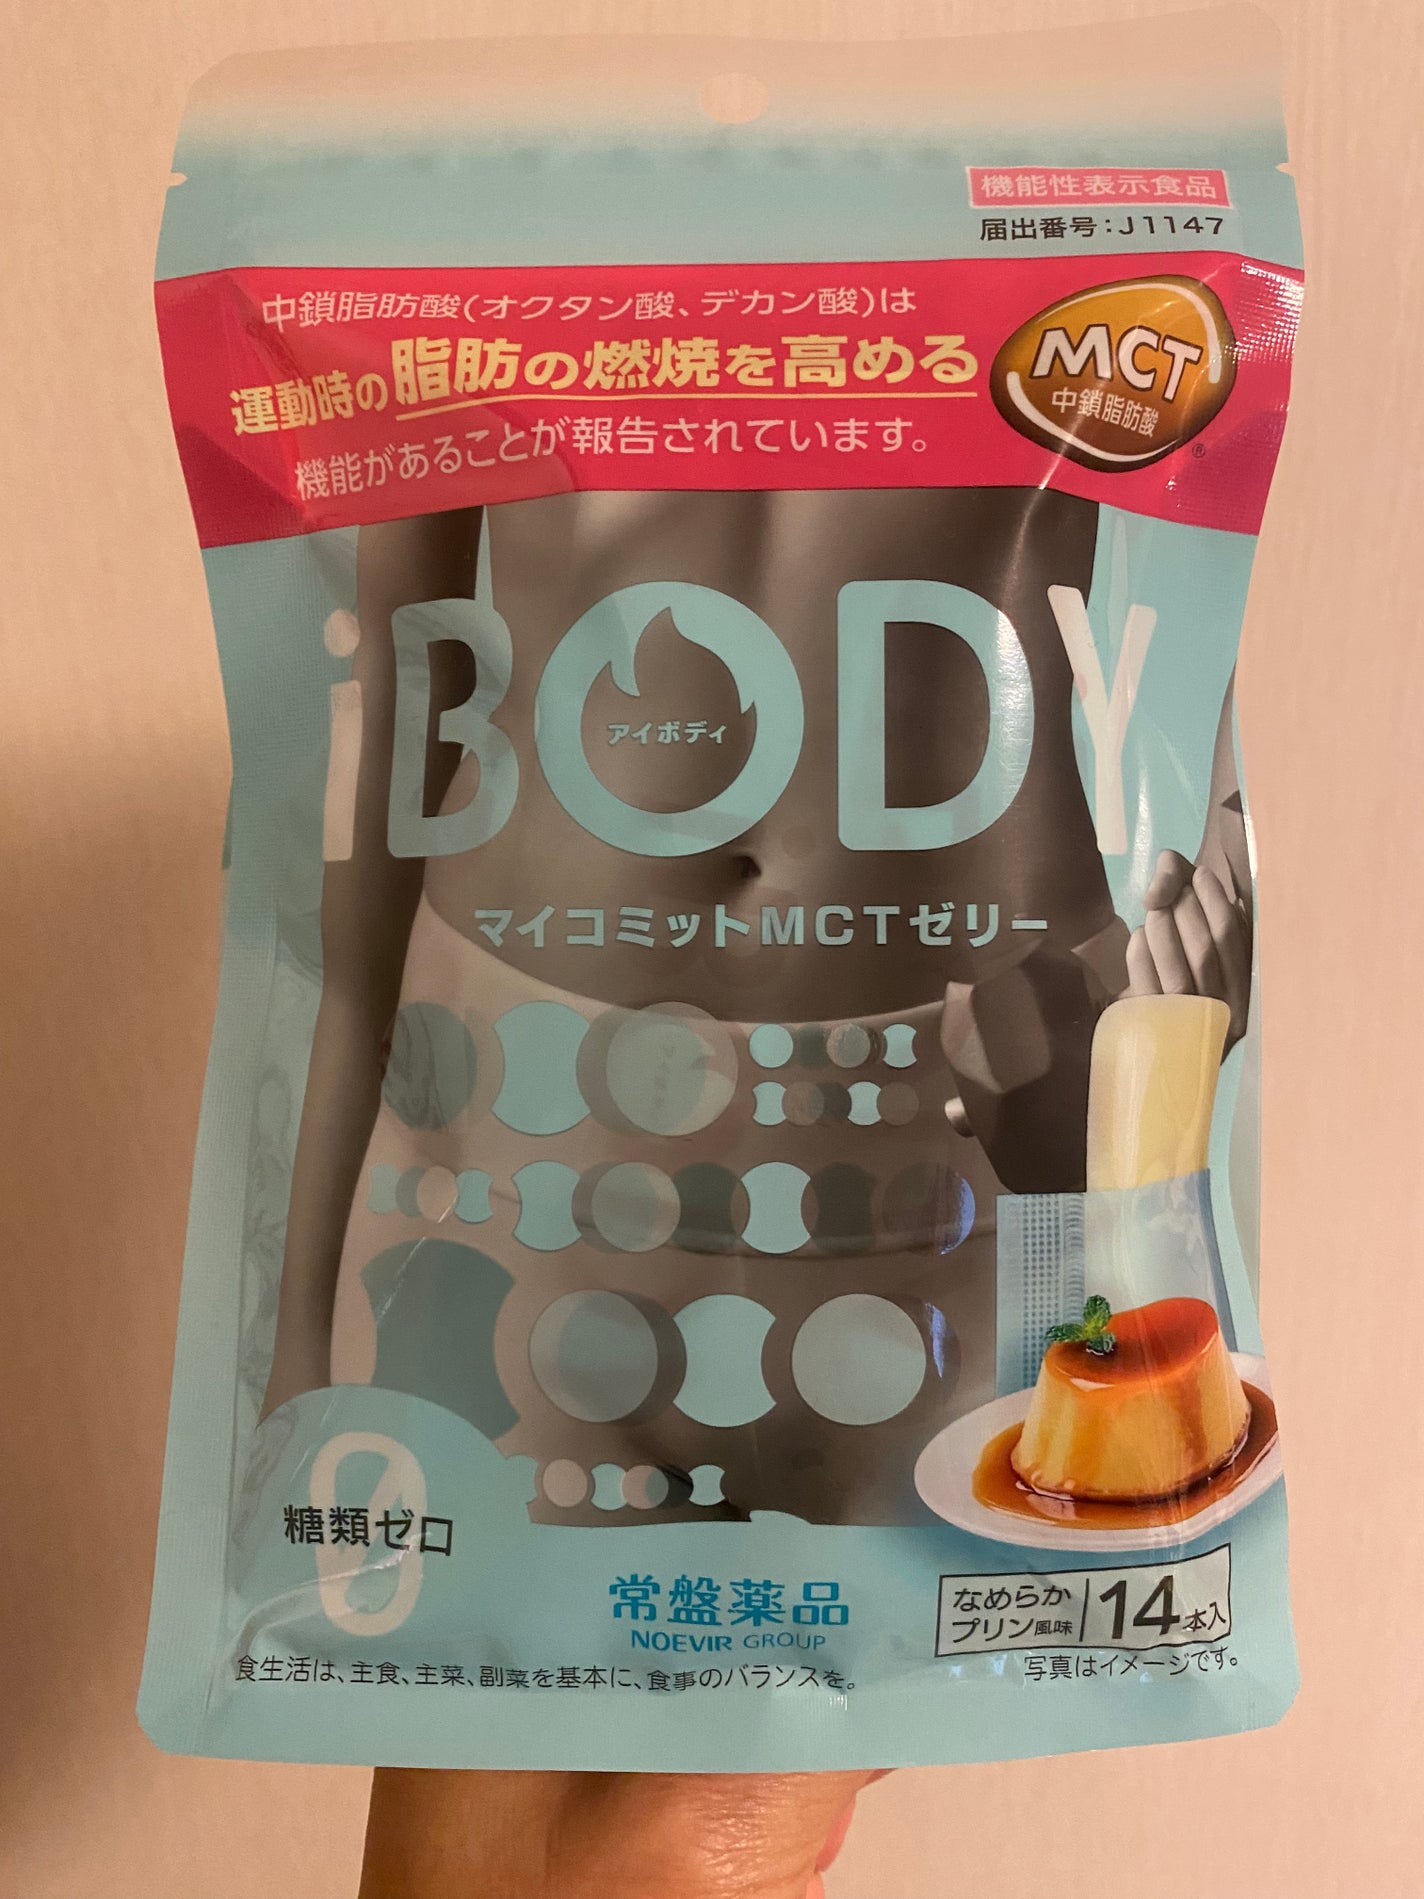 機能性表示食品
届出番号:J1147
中鎖脂肪酸(オクタン酸、デカン酸)は
運動時の脂肪の燃焼を高める
機能があることが報告されています。
MCT
中鎖脂肪酸
®
iBODY
アイボディ
マイコミットMCTゼリー
0
糖類ゼロ
常盤薬品
NOEVIR GROUP
なめらか
プリン風味
14本入
食生活は、主食、主菜、副菜を基本に、食事のバランスを。
写真はイメージです。